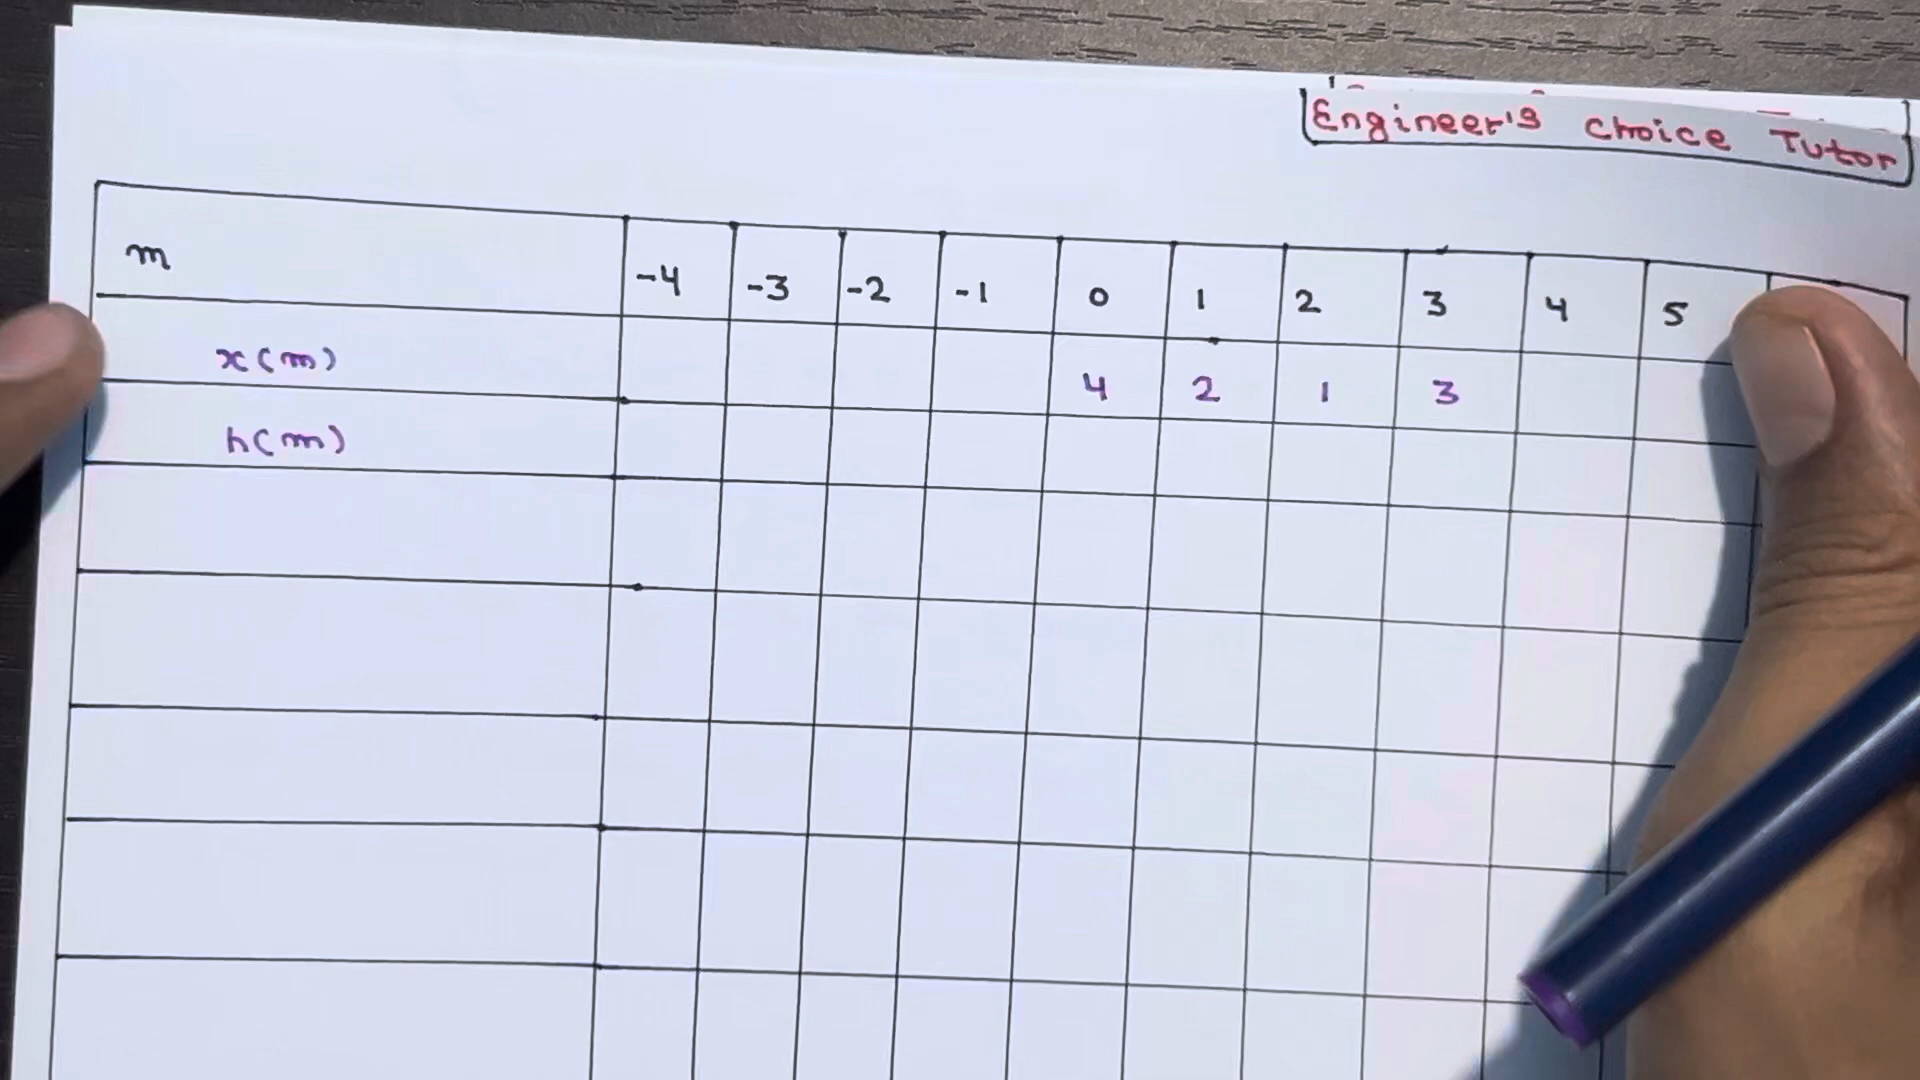 Engineer's choice Tutor
m -4 -3 -2 -1 0 1 2 3 4 5
x(m) 4 2 1 3
h(m)